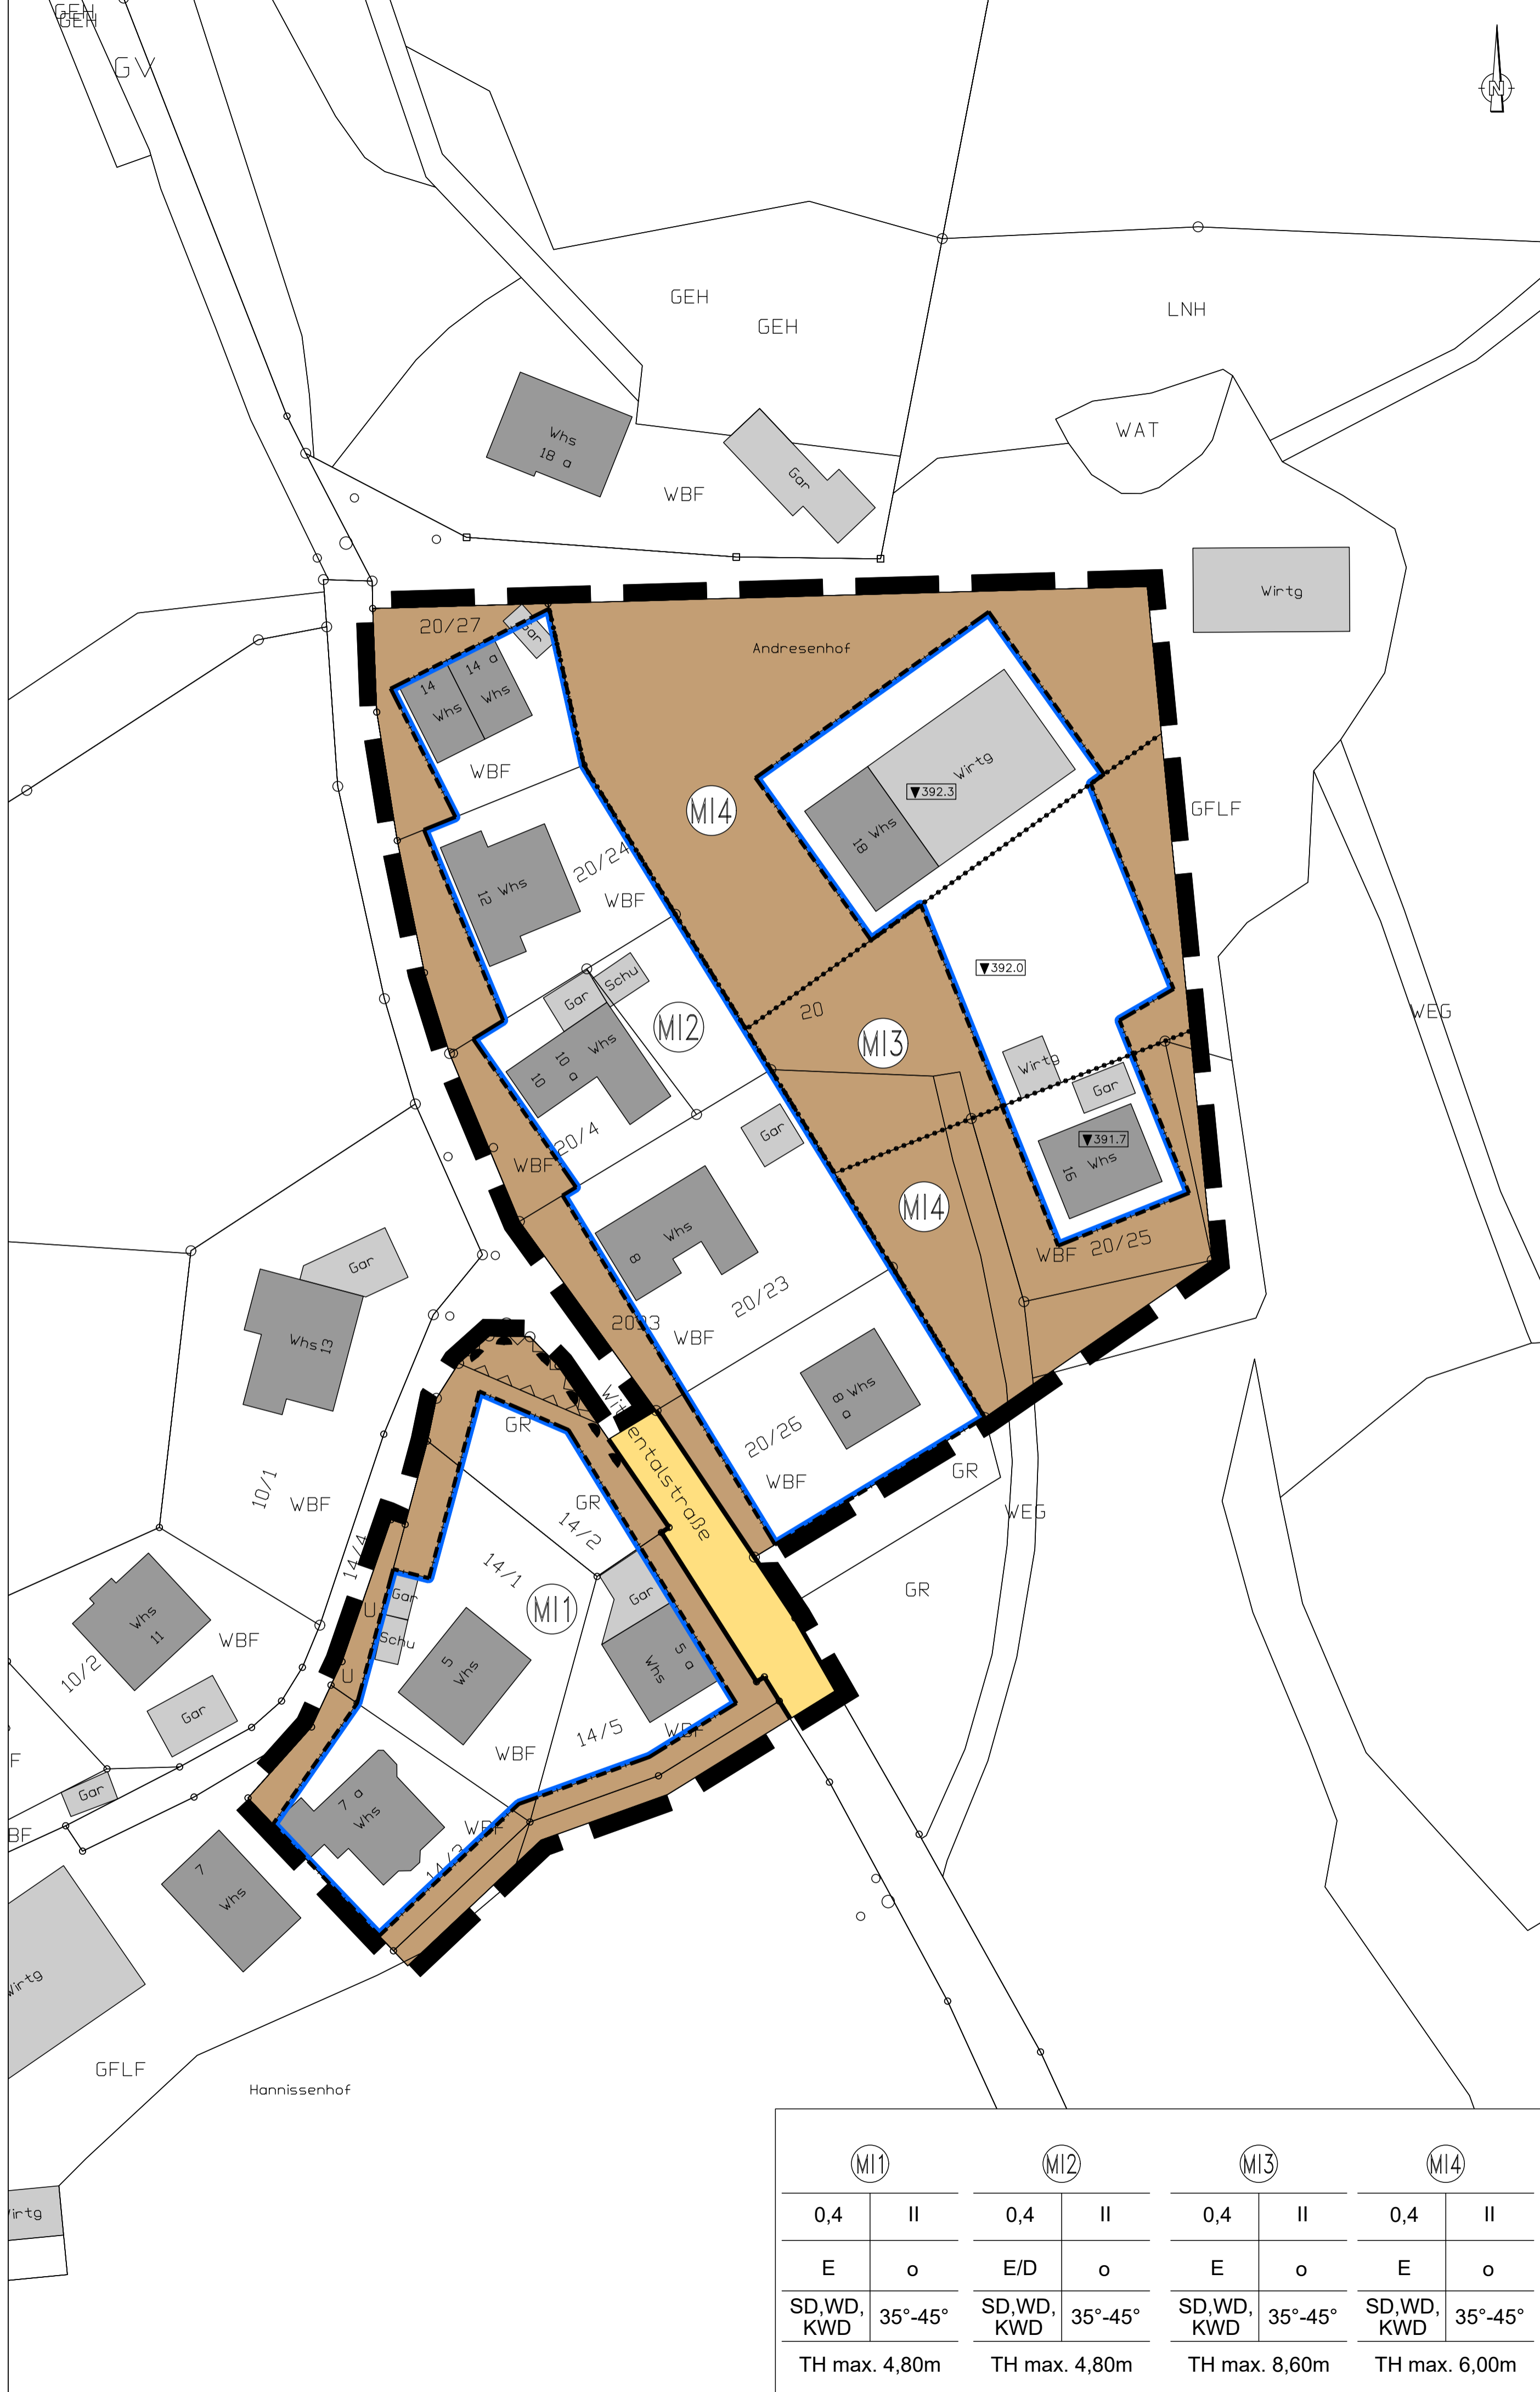 GEH
GEH
GV
N
GEH
GEH
LNH
WAT
Whs
18 a
Gar
WBF
Wirtg
20/27
Gar
Andresenhof
14
Whs
14 a
Whs
WBF
Wirtg
392.3
18 Whs
MI4
GFLF
12 Whs
20/24
WBF
392.0
Schu
Gar
20
WEG
MI2
MI3
10
10 a
Whs
Wirtg
Gar
20/4
WBF
Gar
391.7
16 Whs
MI4
8 Whs
WBF 20/25
Gar
20/23
2033
WBF
Whs 13
8 a Whs
GR
20/26
WBF
GR
10/1
WBF
GR
entalstraße
WEG
14/2
14/4
14/1
GR
Gar
Gar
MI1
U
Whs
11
WBF
Schu
5
Whs
5 a
Whs
10/2
U
Gar
14/5
WBF
WBF
F
Gar
7 a
Whs
WBF
BF
7
Whs
Wirtg
GFLF
Hannissenhof
irtg
MI1 MI2 MI3 MI4
0,4 II 0,4 II 0,4 II 0,4 II
E o E/D o E o E o
SD,WD, KWD 35°-45° SD,WD, KWD 35°-45° SD,WD, KWD 35°-45° SD,WD, KWD 35°-45°
TH max. 4,80m TH max. 4,80m TH max. 8,60m TH max. 6,00m